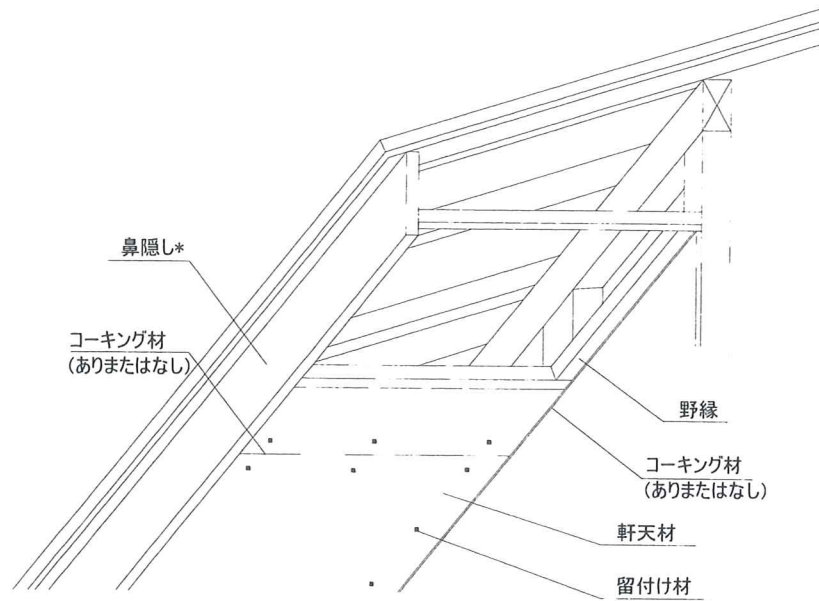 鼻隠し*
コーキング材
(ありまたはなし)
野縁
コーキング材
(ありまたはなし)
軒天材
留付け材